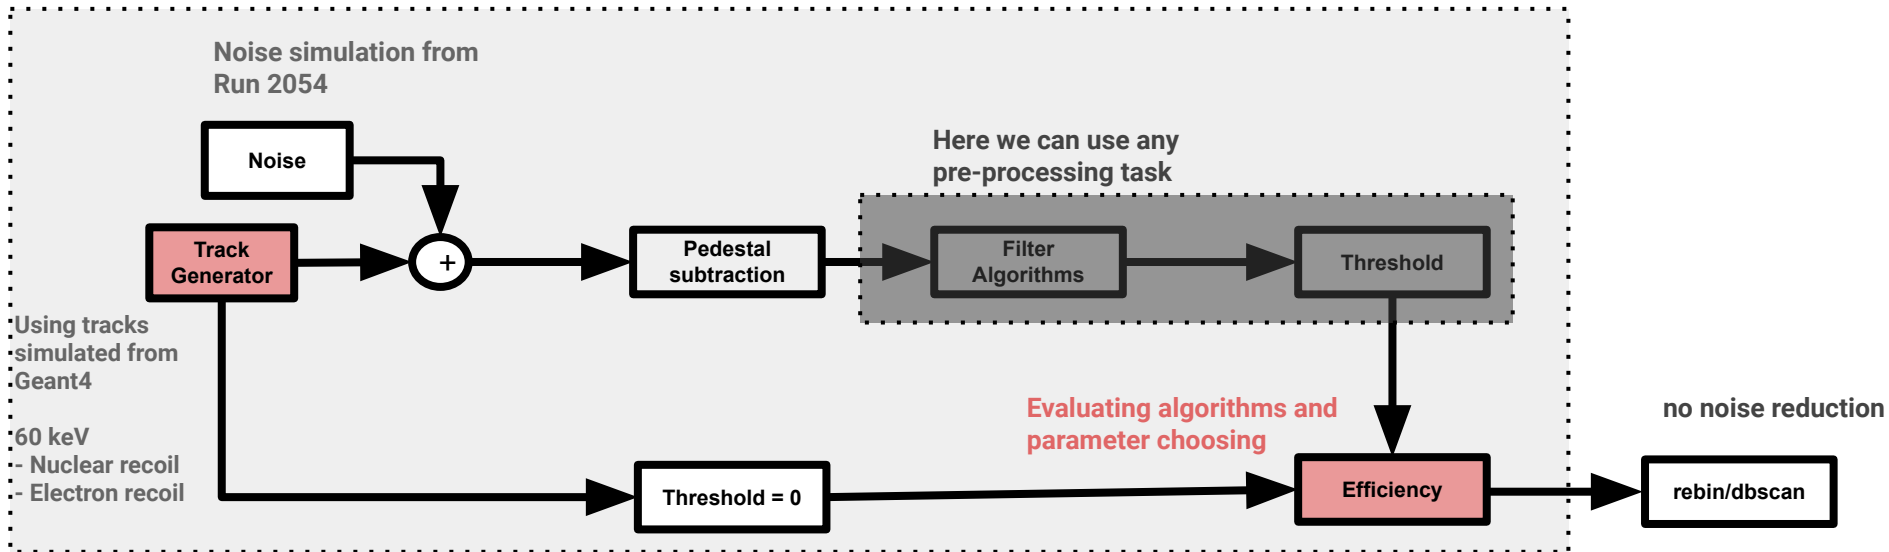 Noise simulation from
Run 2054
Noise
Here we can use any
pre-processing task
Track
Generator
+
Pedestal
subtraction
Filter
Algorithms
Threshold
Using tracks
simulated from
Geant4
60 keV
- Nuclear recoil
- Electron recoil
Evaluating algorithms and
parameter choosing
no noise reduction
Threshold = 0
Efficiency
rebin/dbscan